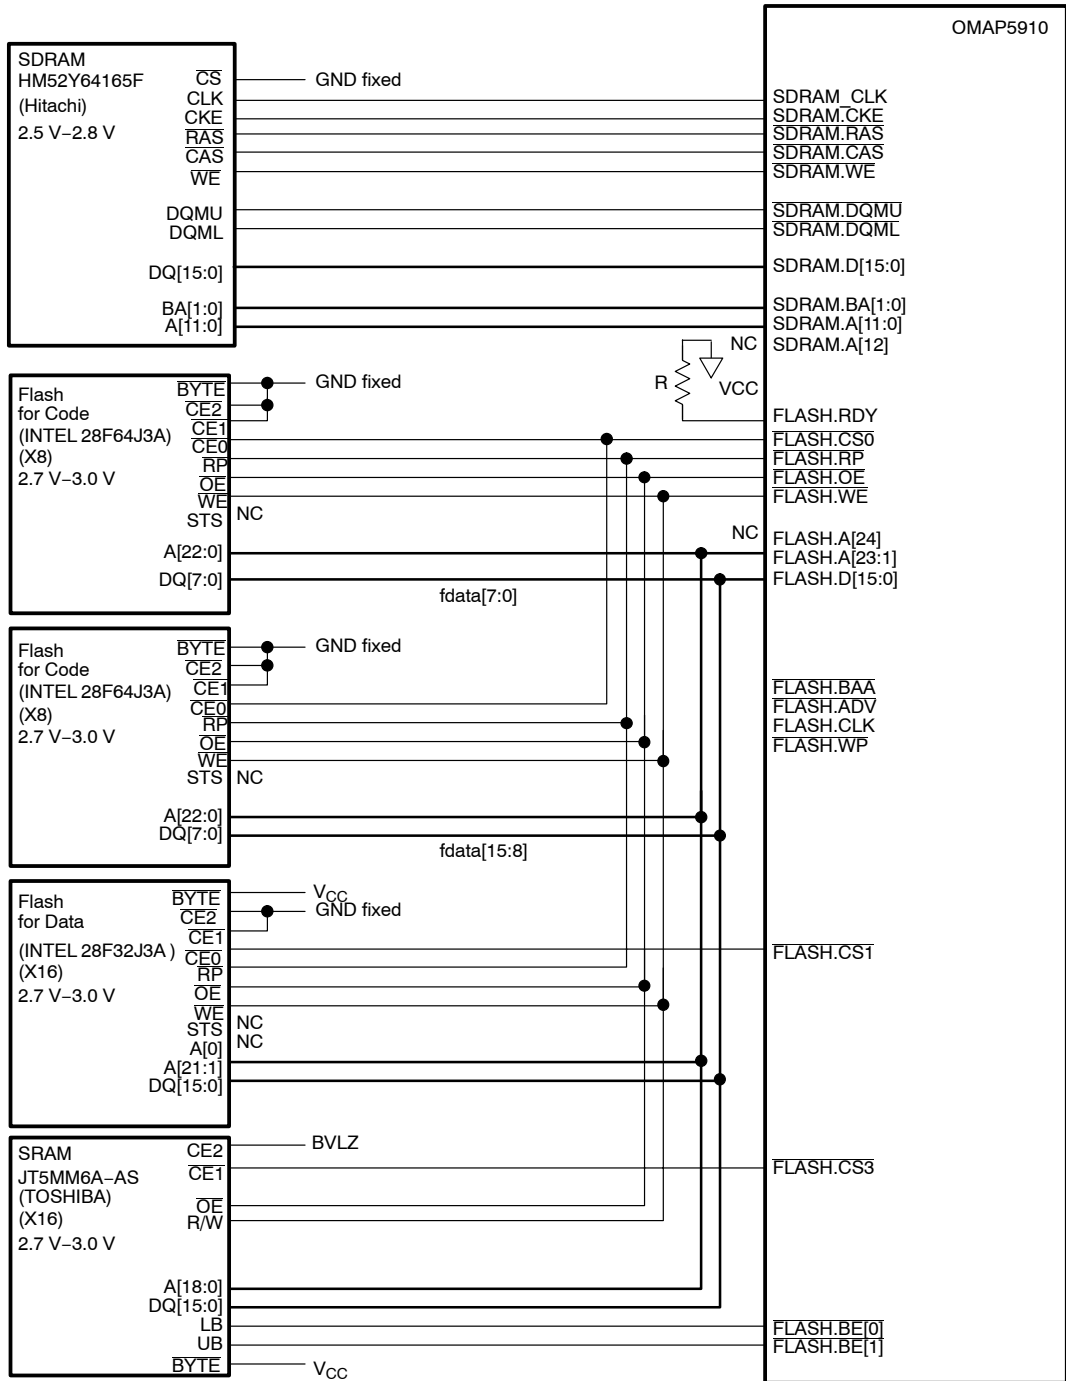 OMAP5910
SDRAM
HM52Y64165F
(Hitachi)
2.5 V–2.8 V
CS
CLK
CKE
RAS
CAS
WE
DQMU
DQML
DQ[15:0]
BA[1:0]
A[11:0]
GND fixed
SDRAM_CLK
SDRAM.CKE
SDRAM.RAS
SDRAM.CAS
SDRAM.WE
SDRAM.DQMU
SDRAM.DQML
SDRAM.D[15:0]
SDRAM.BA[1:0]
SDRAM.A[11:0]
NC
SDRAM.A[12]
R
VCC
Flash
for Code
(INTEL 28F64J3A)
(X8)
2.7 V–3.0 V
BYTE
CE2
CE1
CE0
RP
OE
WE
STS
NC
A[22:0]
DQ[7:0]
GND fixed
fdata[7:0]
FLASH.RDY
FLASH.CS0
FLASH.RP
FLASH.OE
FLASH.WE
NC
FLASH.A[24]
FLASH.A[23:1]
FLASH.D[15:0]
Flash
for Code
(INTEL 28F64J3A)
(X8)
2.7 V–3.0 V
BYTE
CE2
CE1
CE0
RP
OE
WE
STS
NC
A[22:0]
DQ[7:0]
GND fixed
fdata[15:8]
FLASH.BAA
FLASH.ADV
FLASH.CLK
FLASH.WP
Flash
for Data
(INTEL 28F32J3A )
(X16)
2.7 V–3.0 V
BYTE
CE2
CE1
CE0
RP
OE
WE
STS
NC
A[0]
NC
A[21:1]
DQ[15:0]
VCC
GND fixed
FLASH.CS1
SRAM
JT5MM6A–AS
(TOSHIBA)
(X16)
2.7 V–3.0 V
CE2
CE1
OE
R/W
A[18:0]
DQ[15:0]
LB
UB
BYTE
BVLZ
VCC
FLASH.CS3
FLASH.BE[0]
FLASH.BE[1]